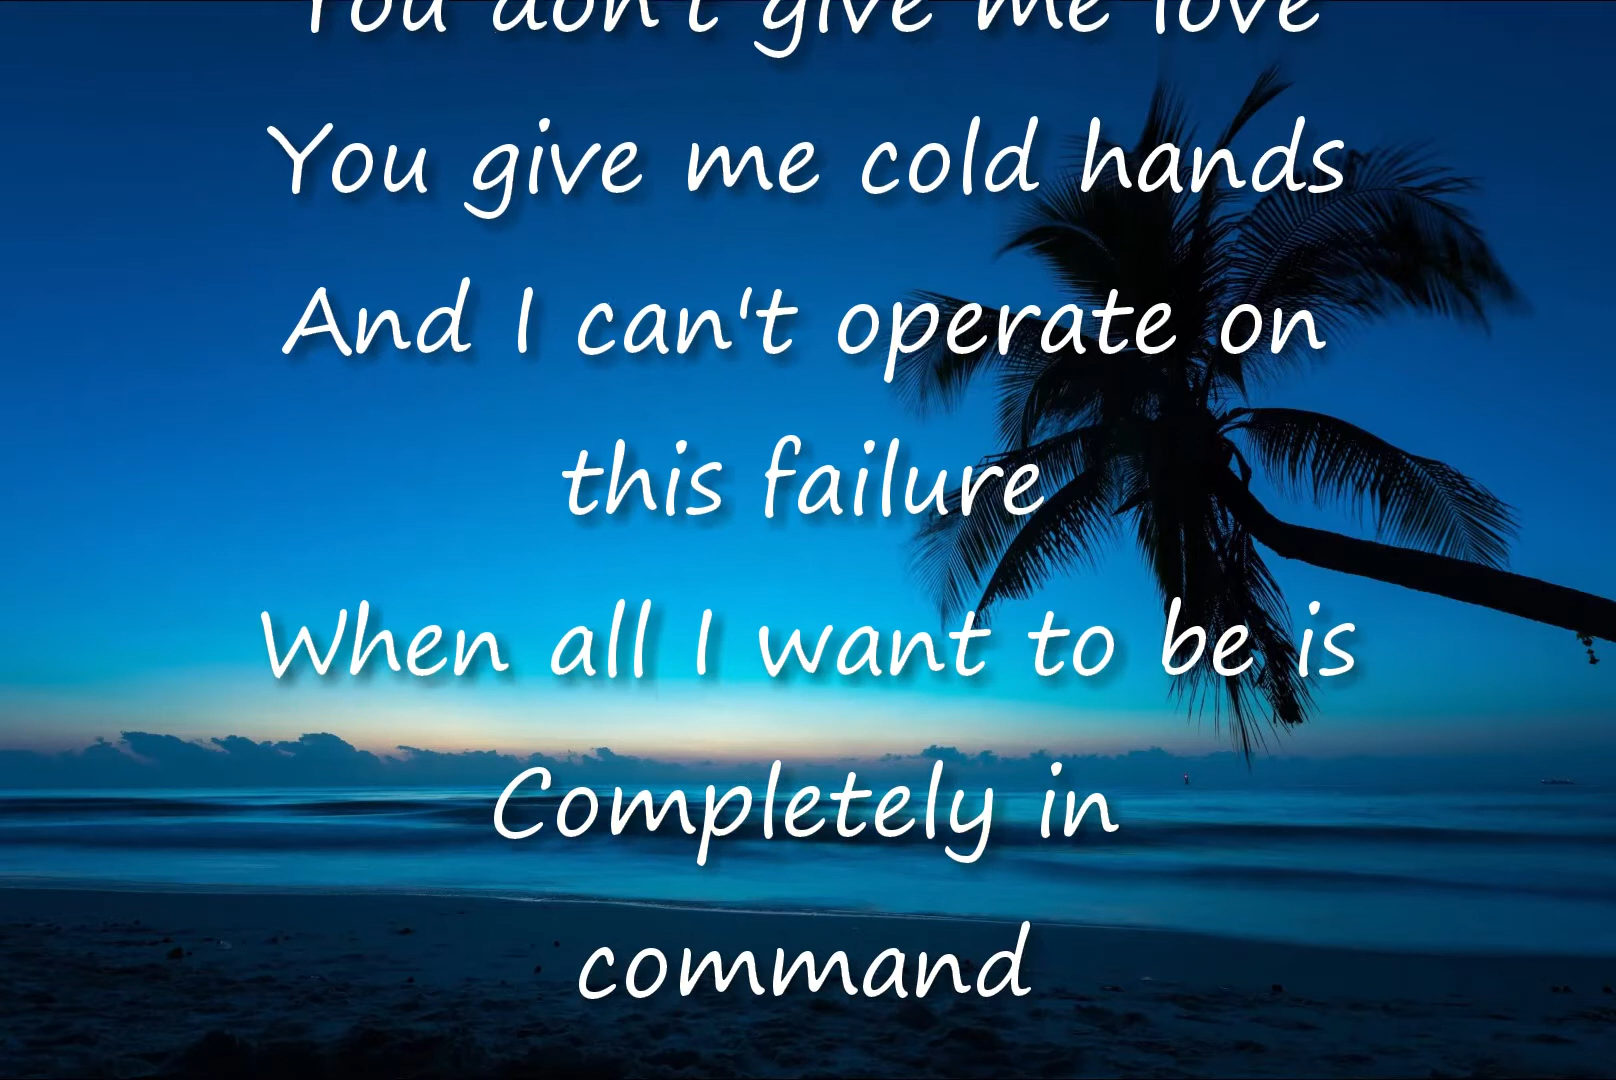 You don't give me love
You give me cold hands
And I can't operate on
this failure
When all I want to be is
Completely in
command